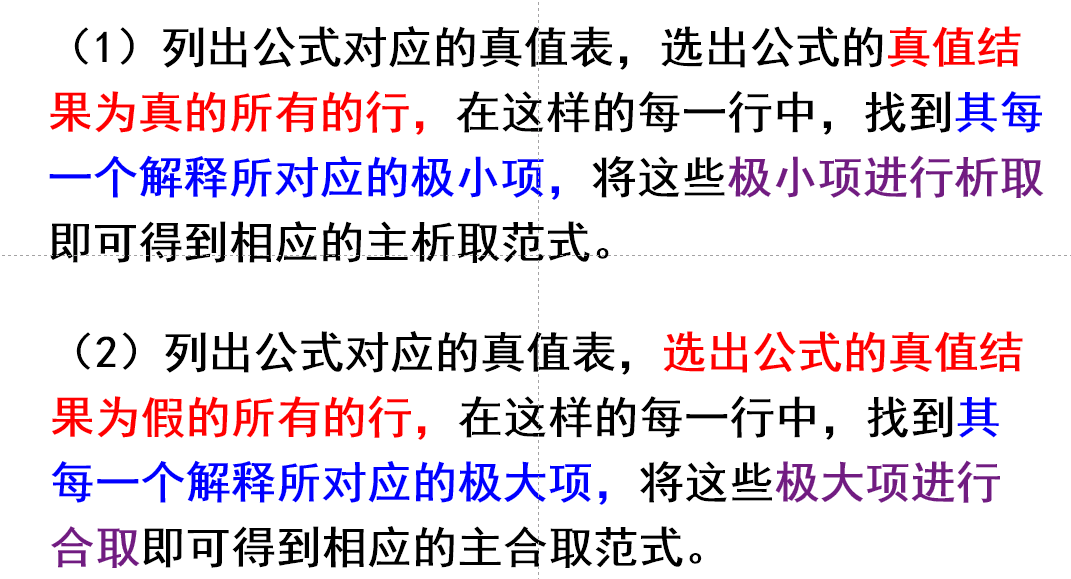 （1）列出公式对应的真值表，选出公式的真值结
果为真的所有的行，在这样的每一行中，找到其每
一个解释所对应的极小项，将这些极小项进行析取
即可得到相应的主析取范式。
（2）列出公式对应的真值表，选出公式的真值结
果为假的所有的行，在这样的每一行中，找到其
每一个解释所对应的极大项，将这些极大项进行
合取即可得到相应的主合取范式。